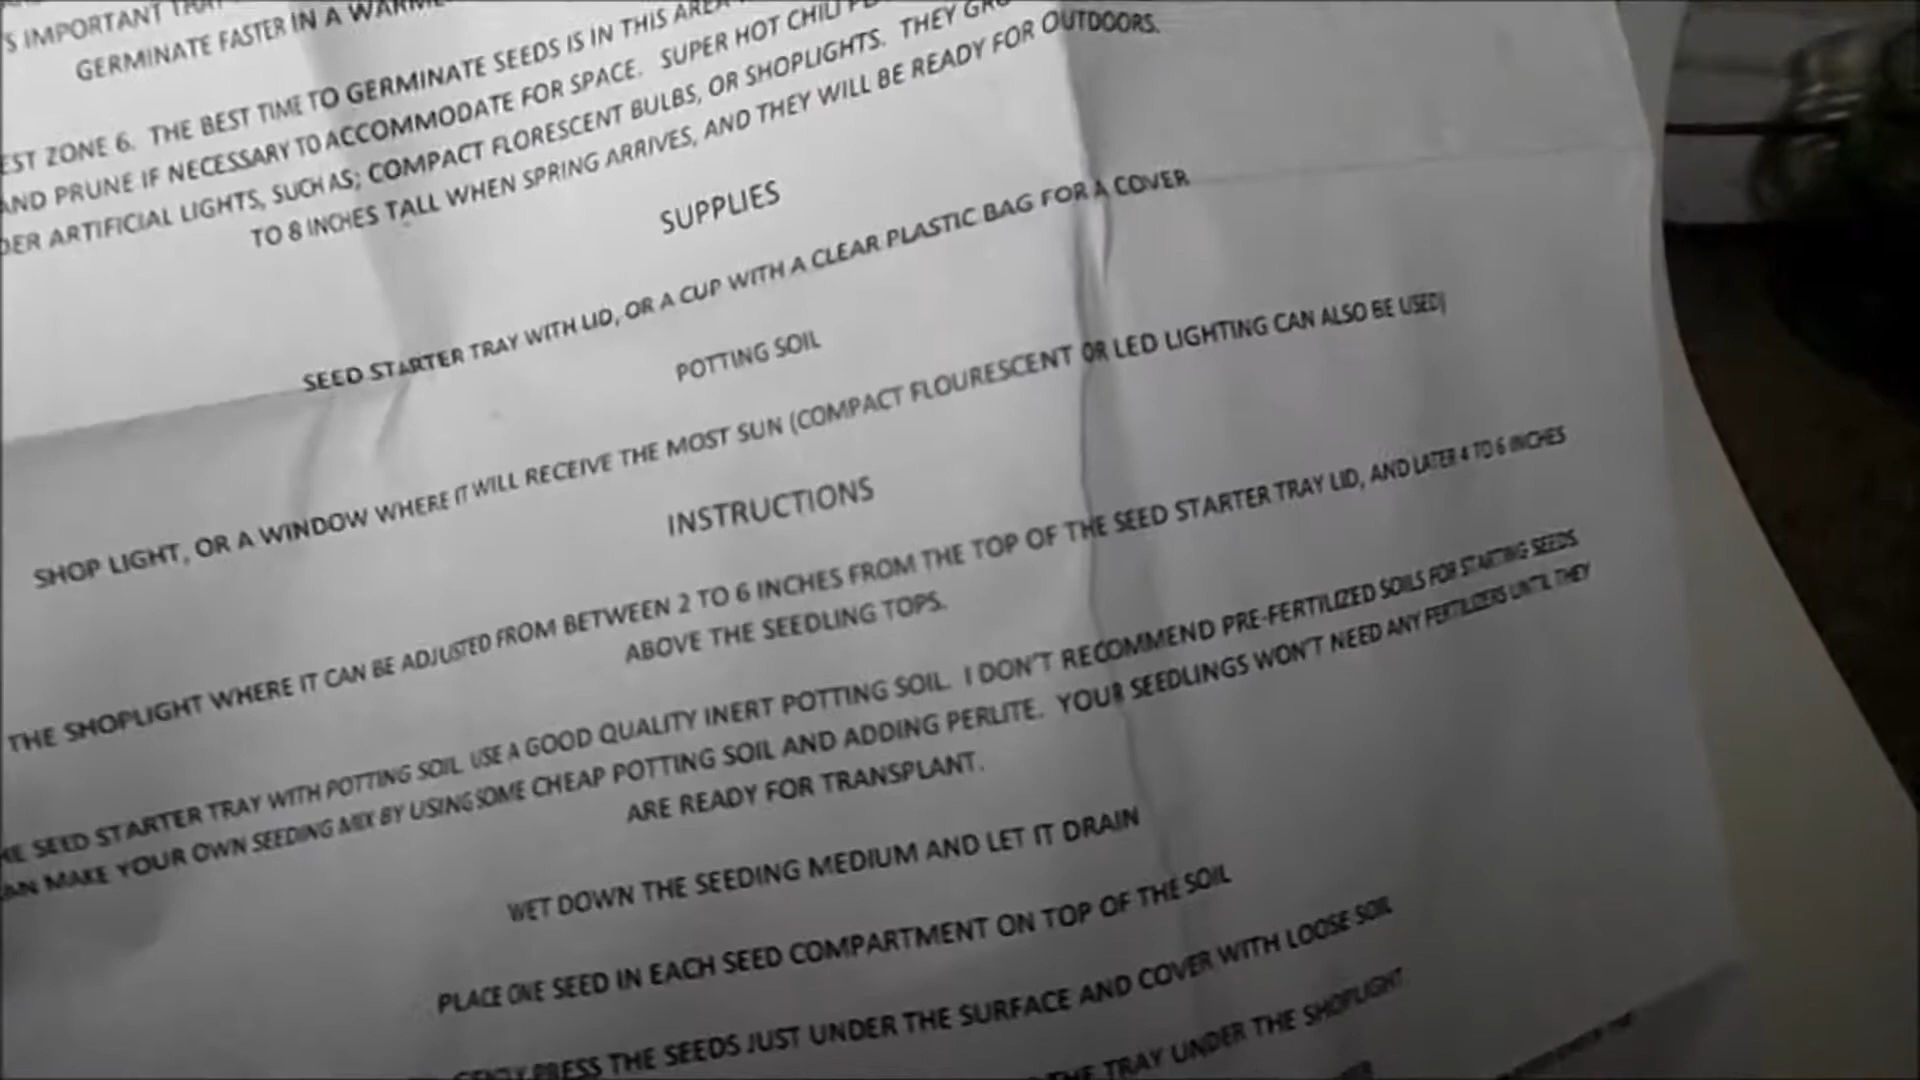 S IMPORTANT THAT
GERMINATE FASTER IN A WARM
EST ZONE 6. THE BEST TIME TO GERMINATE SEEDS IS IN THIS AREA
AND PRUNE IF NECESSARY TO ACCOMMODATE FOR SPACE. SUPER HOT CHILI
DER ARTIFICIAL LIGHTS, SUCH AS; COMPACT FLORESCENT BULBS, OR SHOPLIGHTS. THEY
TO 8 INCHES TALL WHEN SPRING ARRIVES, AND THEY WILL BE READY FOR OUTDOORS.
SUPPLIES
SEED STARTER TRAY WITH LID, OR A CUP WITH A CLEAR PLASTIC BAG FOR A COVER
POTTING SOIL
SHOP LIGHT, OR A WINDOW WHERE IT WILL RECEIVE THE MOST SUN (COMPACT FLOURESCENT OR LED LIGHTING CAN ALSO BE USED)
INSTRUCTIONS
THE SHOPLIGHT WHERE IT CAN BE ADJUSTED FROM BETWEEN 2 TO 6 INCHES FROM THE TOP OF THE SEED STARTER TRAY LID, AND LATER 4 TO 6 INCHES
ABOVE THE SEEDLING TOPS.
HE SEED STARTER TRAY WITH POTTING SOIL. USE A GOOD QUALITY INERT POTTING SOIL. I DON'T RECOMMEND PRE-FERTILIZED SOILS FOR STARTING SEEDS.
AN MAKE YOUR OWN SEEDING MIX BY USING SOME CHEAP POTTING SOIL AND ADDING PERLITE. YOUR SEEDLINGS WON'T NEED ANY FERTILIZERS UNTIL THEY
ARE READY FOR TRANSPLANT.
WET DOWN THE SEEDING MEDIUM AND LET IT DRAIN
PLACE ONE SEED IN EACH SEED COMPARTMENT ON TOP OF THE SOIL
GENTLY PRESS THE SEEDS JUST UNDER THE SURFACE AND COVER WITH LOOSE SOIL
THE TRAY UNDER THE SHOPLIGHT